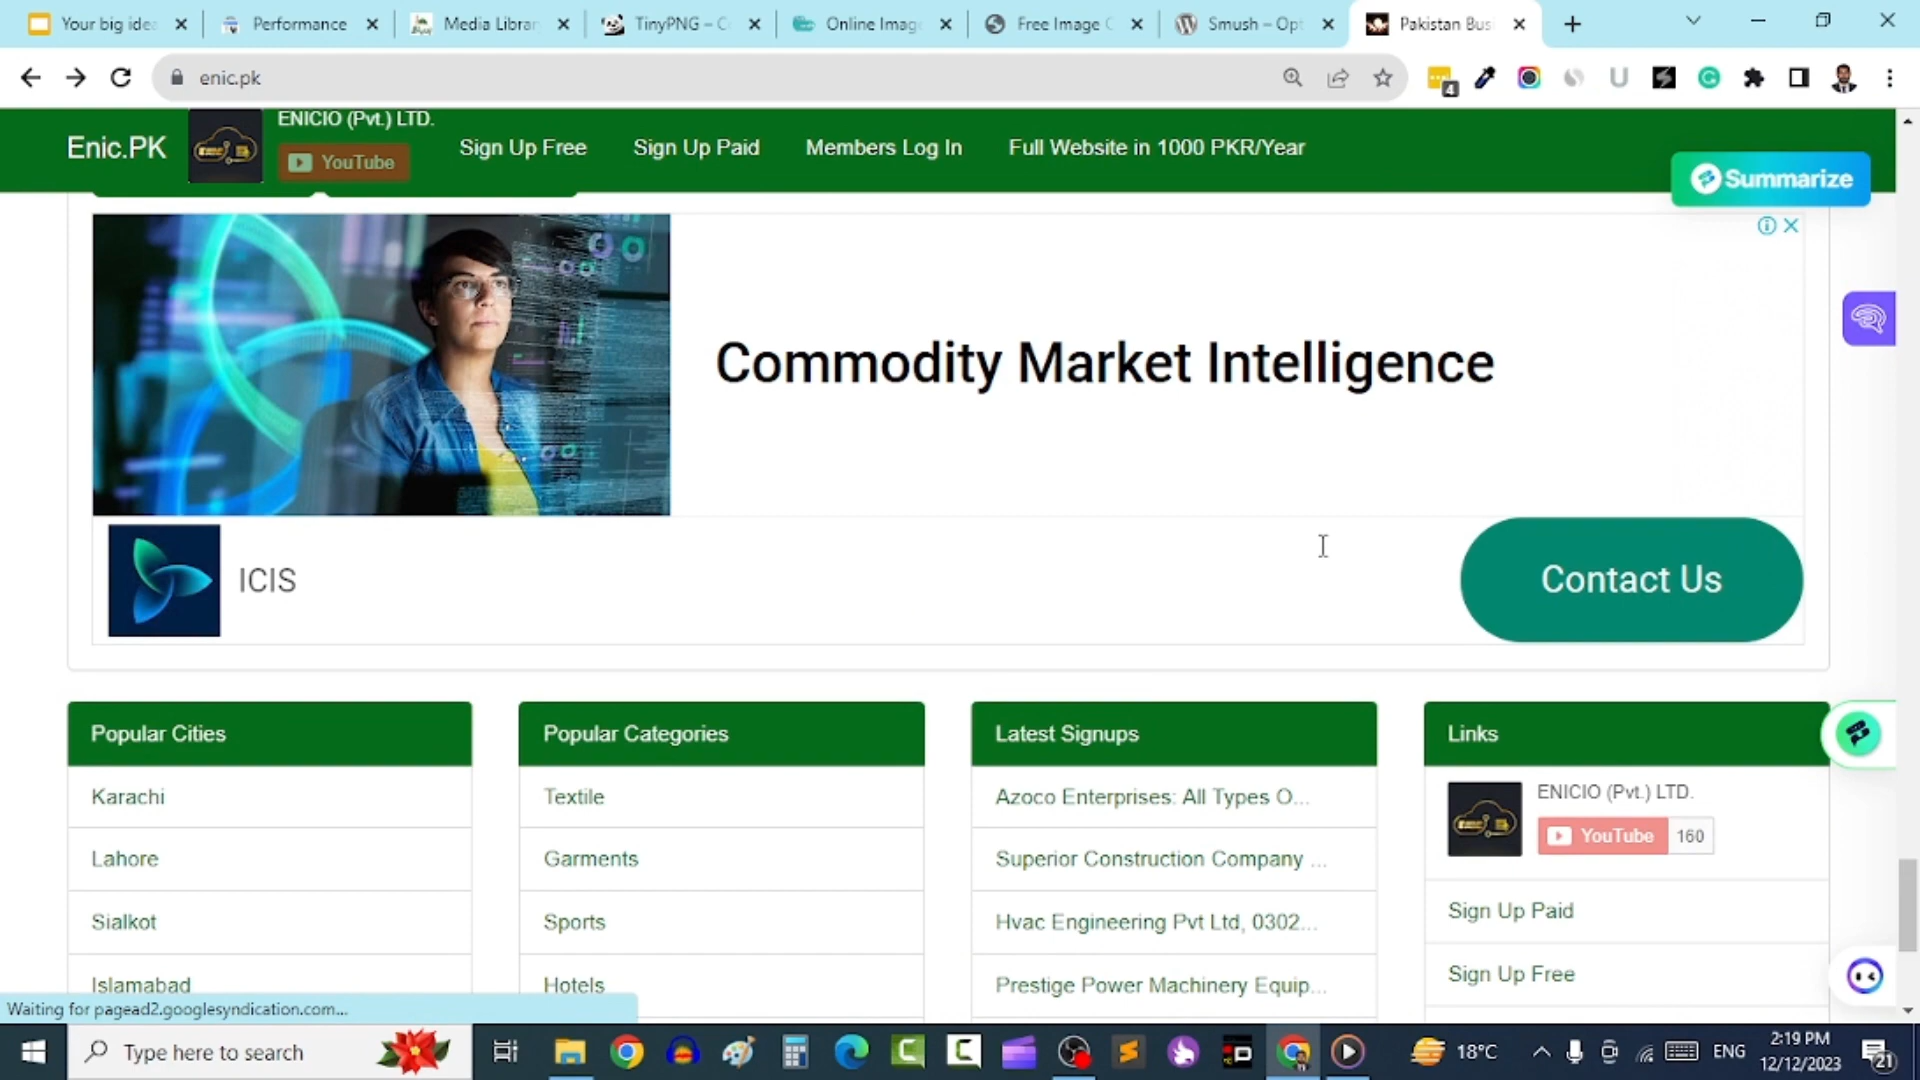 Your big idea
Performance
Media Librar
TinyPNG – C
Online Imag
Free Image C
Smush – Opt
Pakistan Bus
enic.pk
4
Enic.PK
ENICIO (Pvt.) LTD.
YouTube
Sign Up Free
Sign Up Paid
Members Log In
Full Website in 1000 PKR/Year
Summarize
Commodity Market Intelligence
ICIS
Contact Us
Popular Cities
Popular Categories
Latest Signups
Links
Karachi
Textile
Azoco Enterprises: All Types O...
ENICIO (Pvt.) LTD.
YouTube
160
Lahore
Garments
Superior Construction Company ...
Sialkot
Sports
Hvac Engineering Pvt Ltd, 0302...
Sign Up Paid
Islamabad
Hotels
Prestige Power Machinery Equip...
Sign Up Free
Waiting for pagead2.googlesyndication.com...
Type here to search
18°C
ENG
2:19 PM
12/12/2023
21